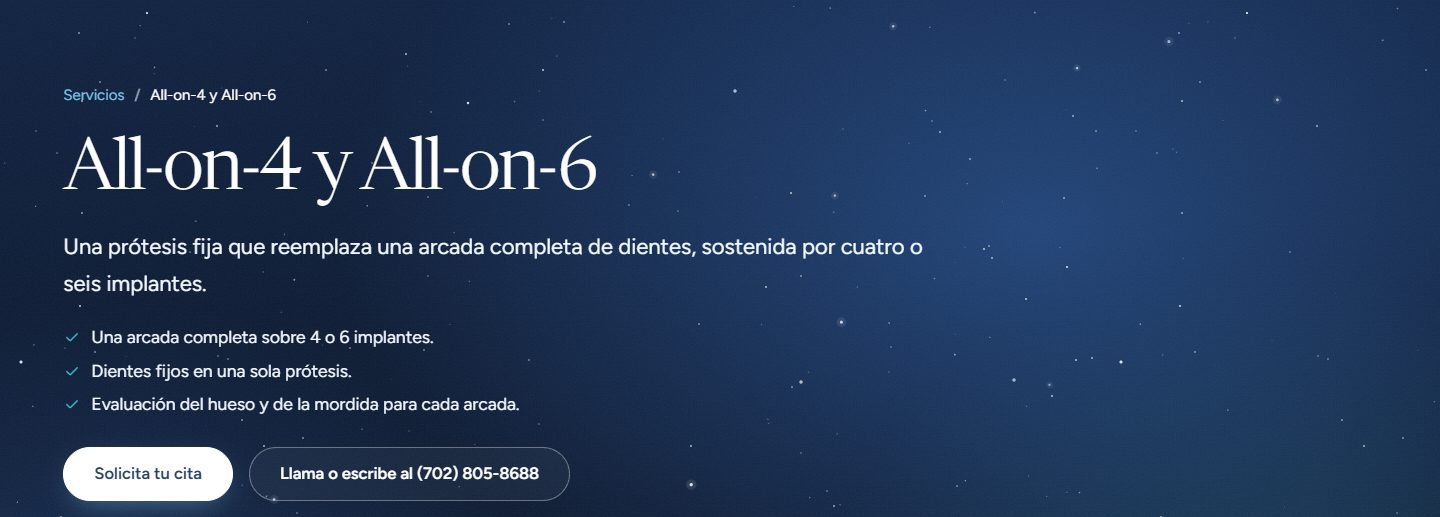 Servicios / All-on-4 y All-on-6
All-on-4 y All-on-6
Una prótesis fija que reemplaza una arcada completa de dientes, sostenida por cuatro o
seis implantes.
Una arcada completa sobre 4 o 6 implantes.
Dientes fijos en una sola prótesis.
Evaluación del hueso y de la mordida para cada arcada.
Solicita tu cita
Llama o escribe al (702) 805-8688